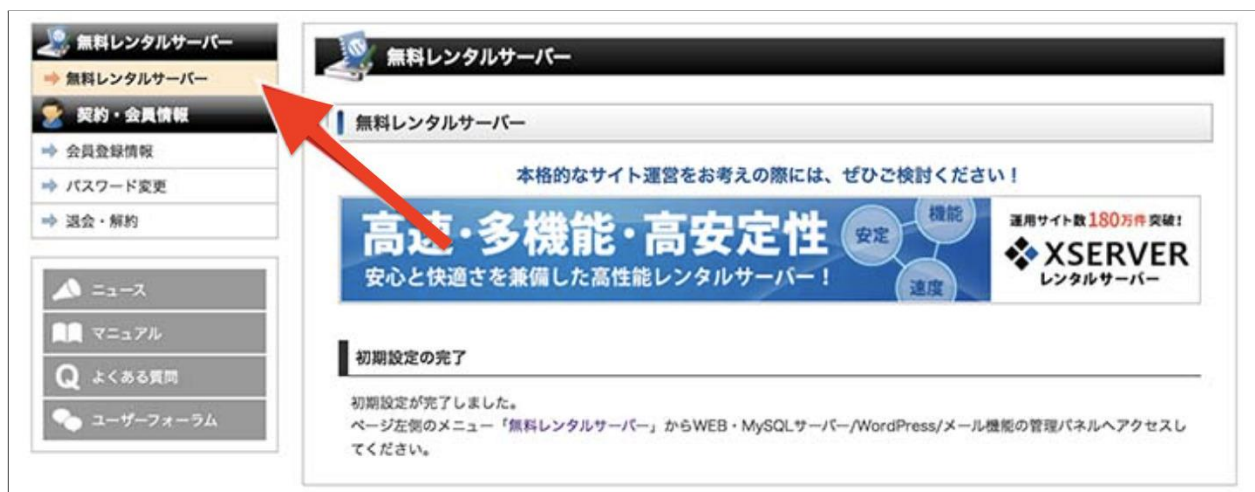 無料レンタルサーバー
無料レンタルサーバー
契約・会員情報
会員登録情報
パスワード変更
退会・解約
ニュース
マニュアル
よくある質問
ユーザーフォーラム
無料レンタルサーバー
無料レンタルサーバー
本格的なサイト運営をお考えの際には、ぜひご検討ください！
高速・多機能・高安定性
安心と快適さを兼備した高性能レンタルサーバー！
安定
機能
速度
運用サイト数180万件突破!
XSERVER
レンタルサーバー
初期設定の完了
初期設定が完了しました。
ページ左側のメニュー「無料レンタルサーバー」からWEB・MySQLサーバー/WordPress/メール機能の管理パネルへアクセスし
てください。